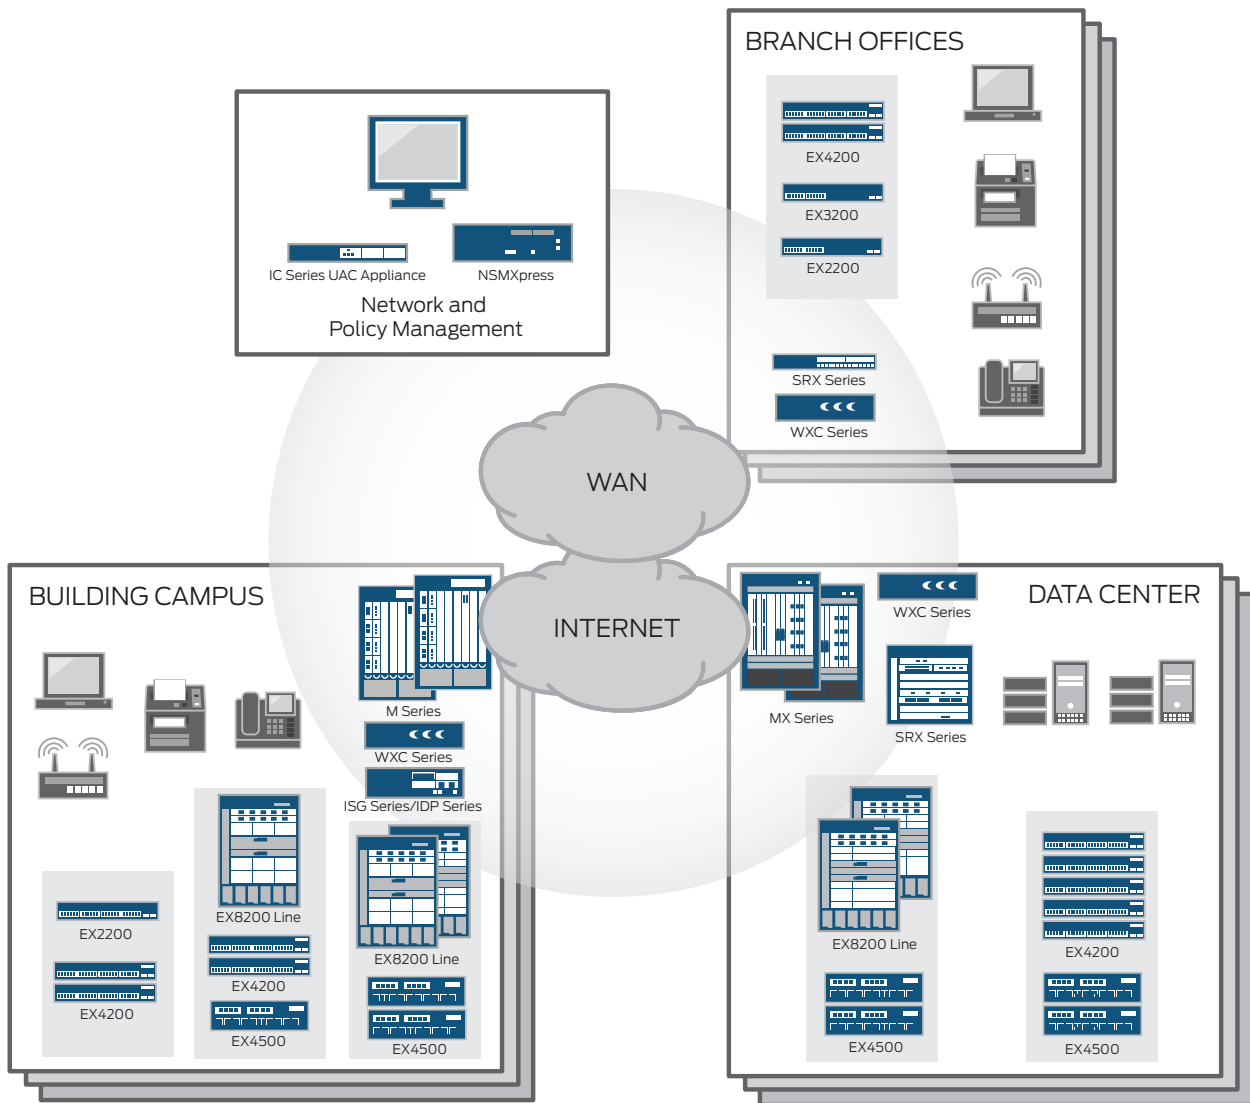 BRANCH OFFICES
EX4200
EX3200
EX2200
SRX Series
WXC Series
IC Series UAC Appliance
NSMXpress
Network and
Policy Management
WAN
INTERNET
BUILDING CAMPUS
M Series
WXC Series
ISG Series/IDP Series
EX2200
EX4200
EX8200 Line
EX4200
EX4500
EX8200 Line
EX4500
DATA CENTER
WXC Series
MX Series
SRX Series
EX8200 Line
EX4500
EX4200
EX4500